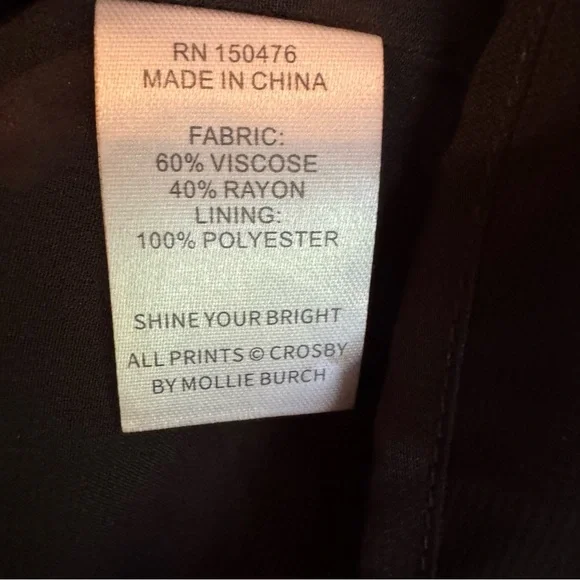 RN 150476
MADE IN CHINA
FABRIC:
60% VISCOSE
40% RAYON
LINING:
100% POLYESTER
SHINE YOUR BRIGHT
ALL PRINTS © CROSBY
BY MOLLIE BURCH